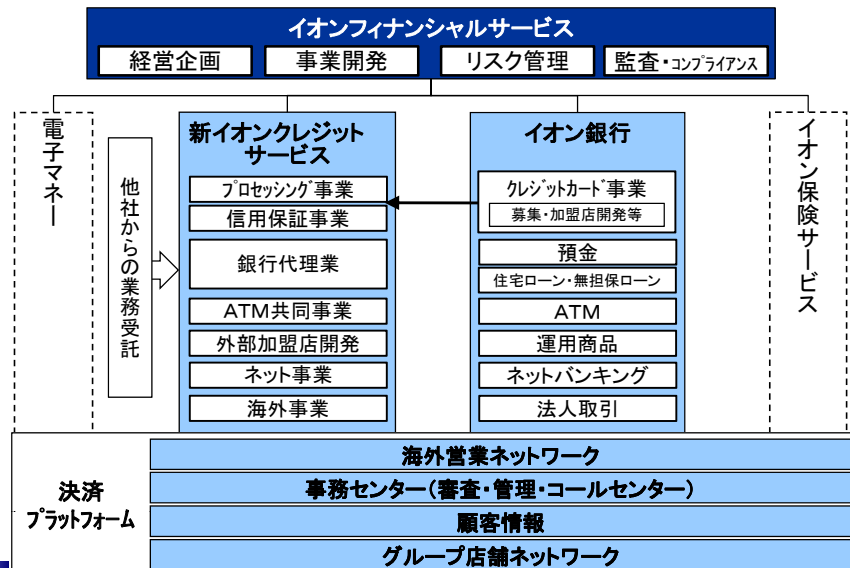 イオンフィナンシャルサービス
経営企画
事業開発
リスク管理
監査・コンプライアンス
電子マネー
他社からの業務受託
新イオンクレジット
サービス
プロセッシング事業
信用保証事業
銀行代理業
ATM共同事業
外部加盟店開発
ネット事業
海外事業
イオン銀行
クレジットカード事業
募集・加盟店開発等
預金
住宅ローン・無担保ローン
ATM
運用商品
ネットバンキング
法人取引
イオン保険サービス
決済
プラットフォーム
海外営業ネットワーク
事務センター(審査・管理・コールセンター)
顧客情報
グループ店舗ネットワーク